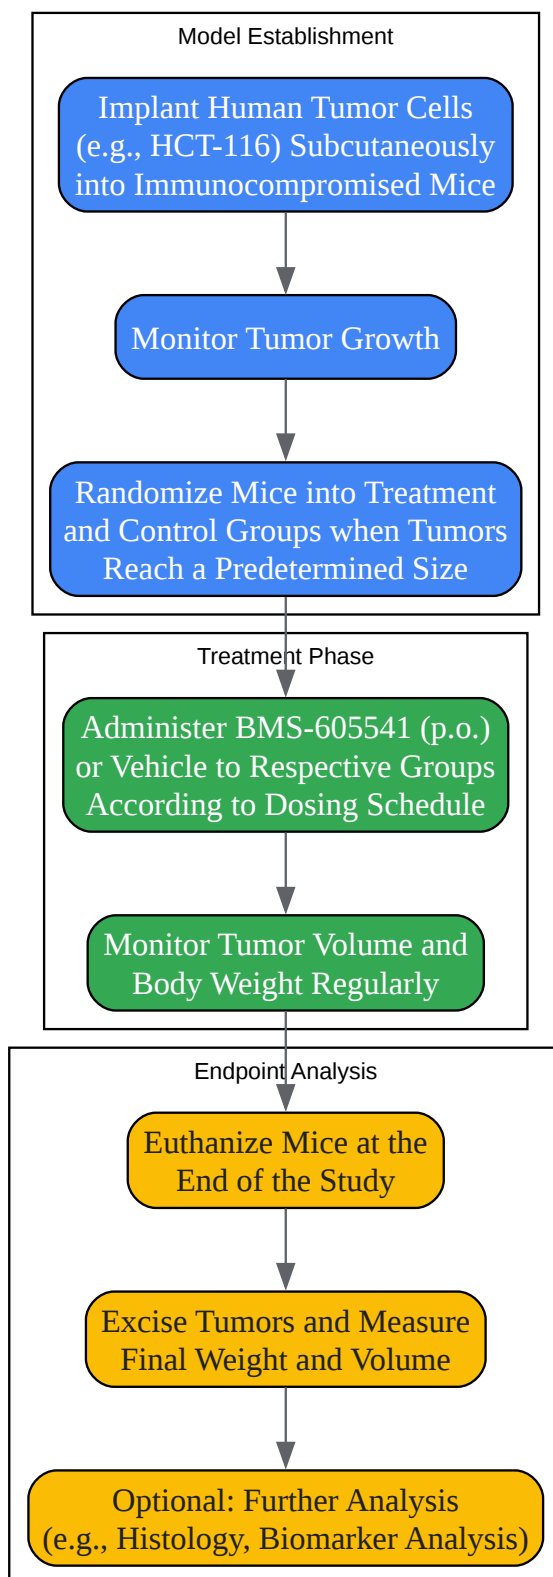 Model Establishment
Implant Human Tumor Cells
(e.g., HCT-116) Subcutaneously
into Immunocompromised Mice
Monitor Tumor Growth
Randomize Mice into Treatment
and Control Groups when Tumors
Reach a Predetermined Size
Treatment Phase
Administer BMS-605541 (p.o.)
or Vehicle to Respective Groups
According to Dosing Schedule
Monitor Tumor Volume and
Body Weight Regularly
Endpoint Analysis
Euthanize Mice at the
End of the Study
Excise Tumors and Measure
Final Weight and Volume
Optional: Further Analysis
(e.g., Histology, Biomarker Analysis)